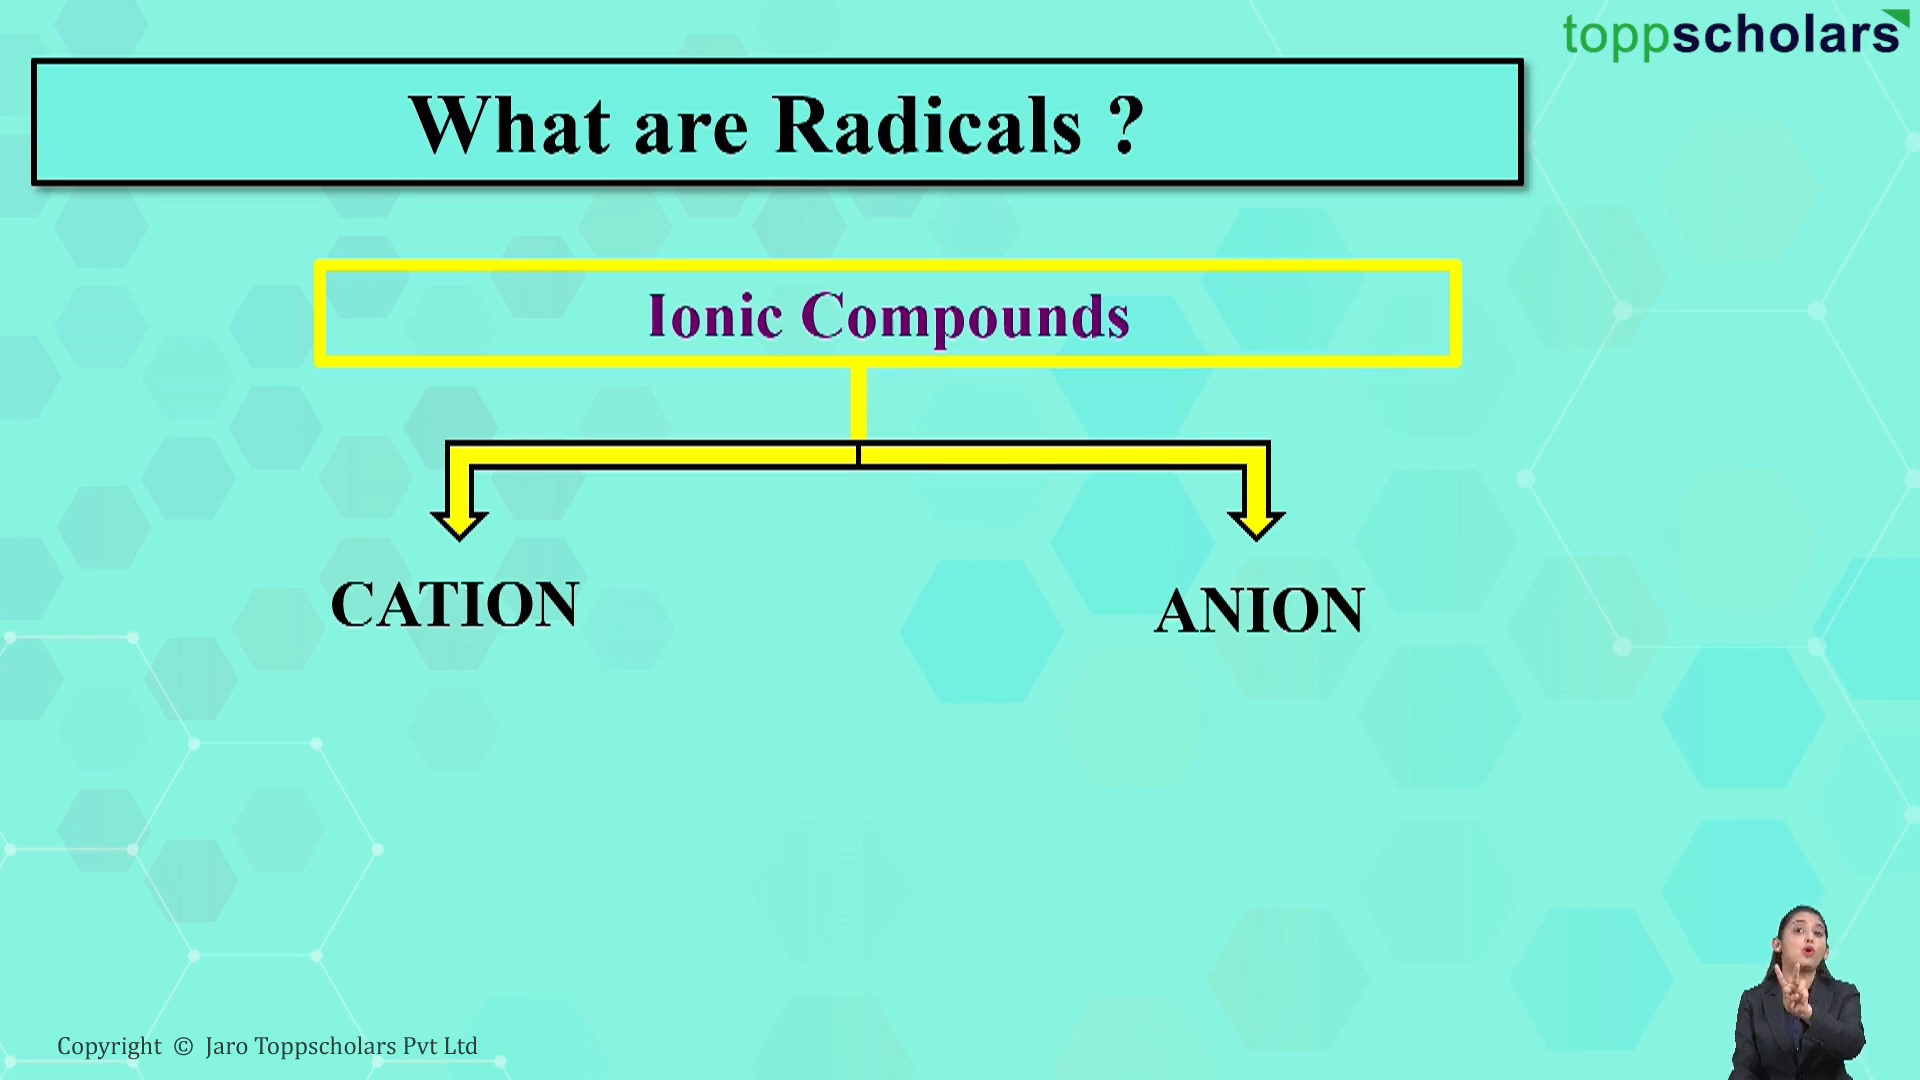 toppscholars
What are Radicals ?
Ionic Compounds
CATION
ANION
Copyright © Jaro Toppscholars Pvt Ltd